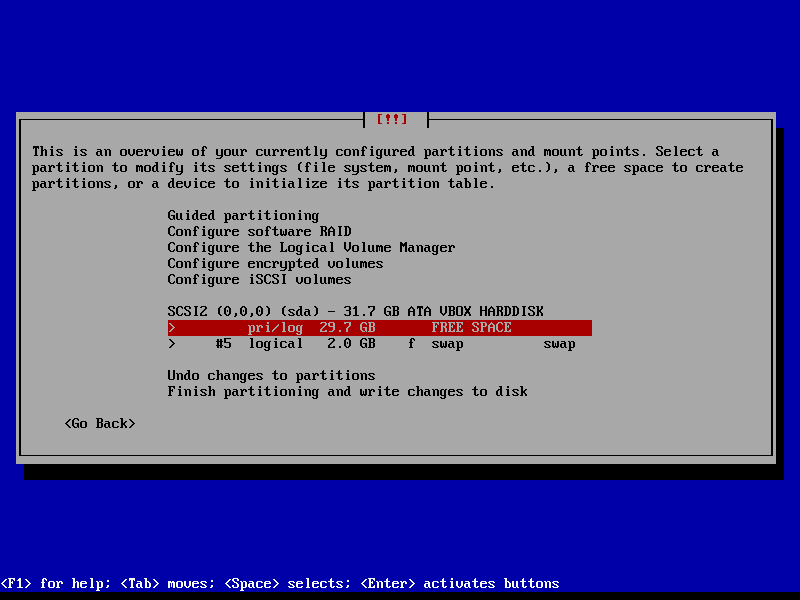 [!!]
This is an overview of your currently configured partitions and mount points. Select a
partition to modify its settings (file system, mount point, etc.), a free space to create
partitions, or a device to initialize its partition table.
Guided partitioning
Configure software RAID
Configure the Logical Volume Manager
Configure encrypted volumes
Configure iSCSI volumes
SCSI2 (0,0,0) (sda) - 31.7 GB ATA VBOX HARDDISK
> pri/log 29.7 GB FREE SPACE
> #5 logical 2.0 GB f swap swap
Undo changes to partitions
Finish partitioning and write changes to disk
<Go Back>
<F1> for help; <Tab> moves; <Space> selects; <Enter> activates buttons